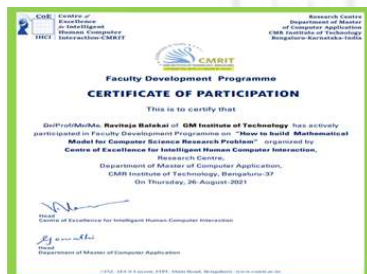 CoE
Centre of
Excellence
for Intelligent
Human Computer
IHCI
Interaction-CMRIT
Research Centre
Department of Master
of Computer Application
CMR Institute of Technology
Bengaluru-Karnataka-India
CMRIT
Faculty Development Programme
CERTIFICATE OF PARTICIPATION
This is to certify that
Dr/Prof/Mr/Ms. Raviteja Balekai of GM Institute of Technology has actively
participated in Faculty Development Programme on "How to build Mathematical
Model for Computer Science Research Problem" organized by
Centre of Excellence for Intelligent Human Computer Interaction,
Research Centre,
Department of Master of Computer Application,
CMR Institute of Technology, Bengaluru-37
On Thursday, 26-August-2021
Head
Centre of Excellence for Intelligent Human Computer Interaction
Head
Department of Master of Computer Application